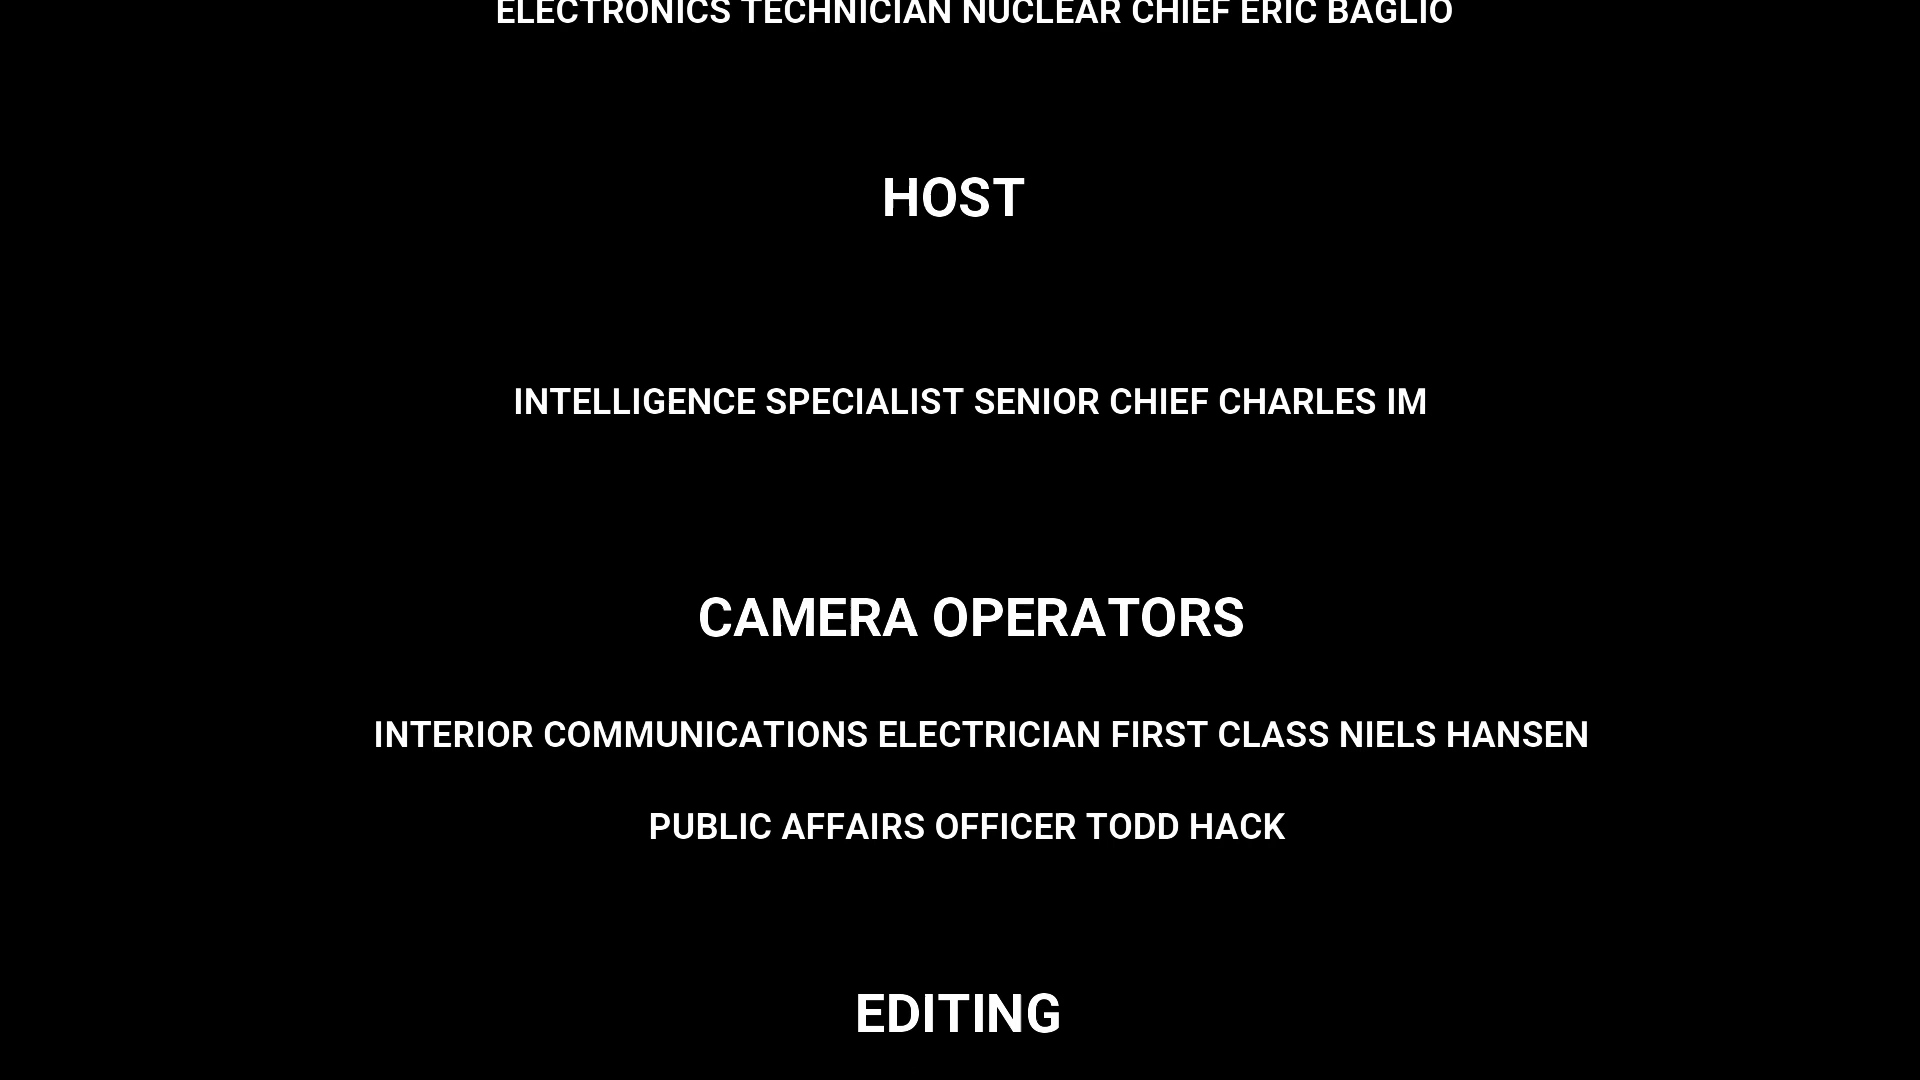 ELECTRONICS TECHNICIAN NUCLEAR CHIEF ERIC BAGLIO
HOST
INTELLIGENCE SPECIALIST SENIOR CHIEF CHARLES IM
CAMERA OPERATORS
INTERIOR COMMUNICATIONS ELECTRICIAN FIRST CLASS NIELS HANSEN
PUBLIC AFFAIRS OFFICER TODD HACK
EDITING